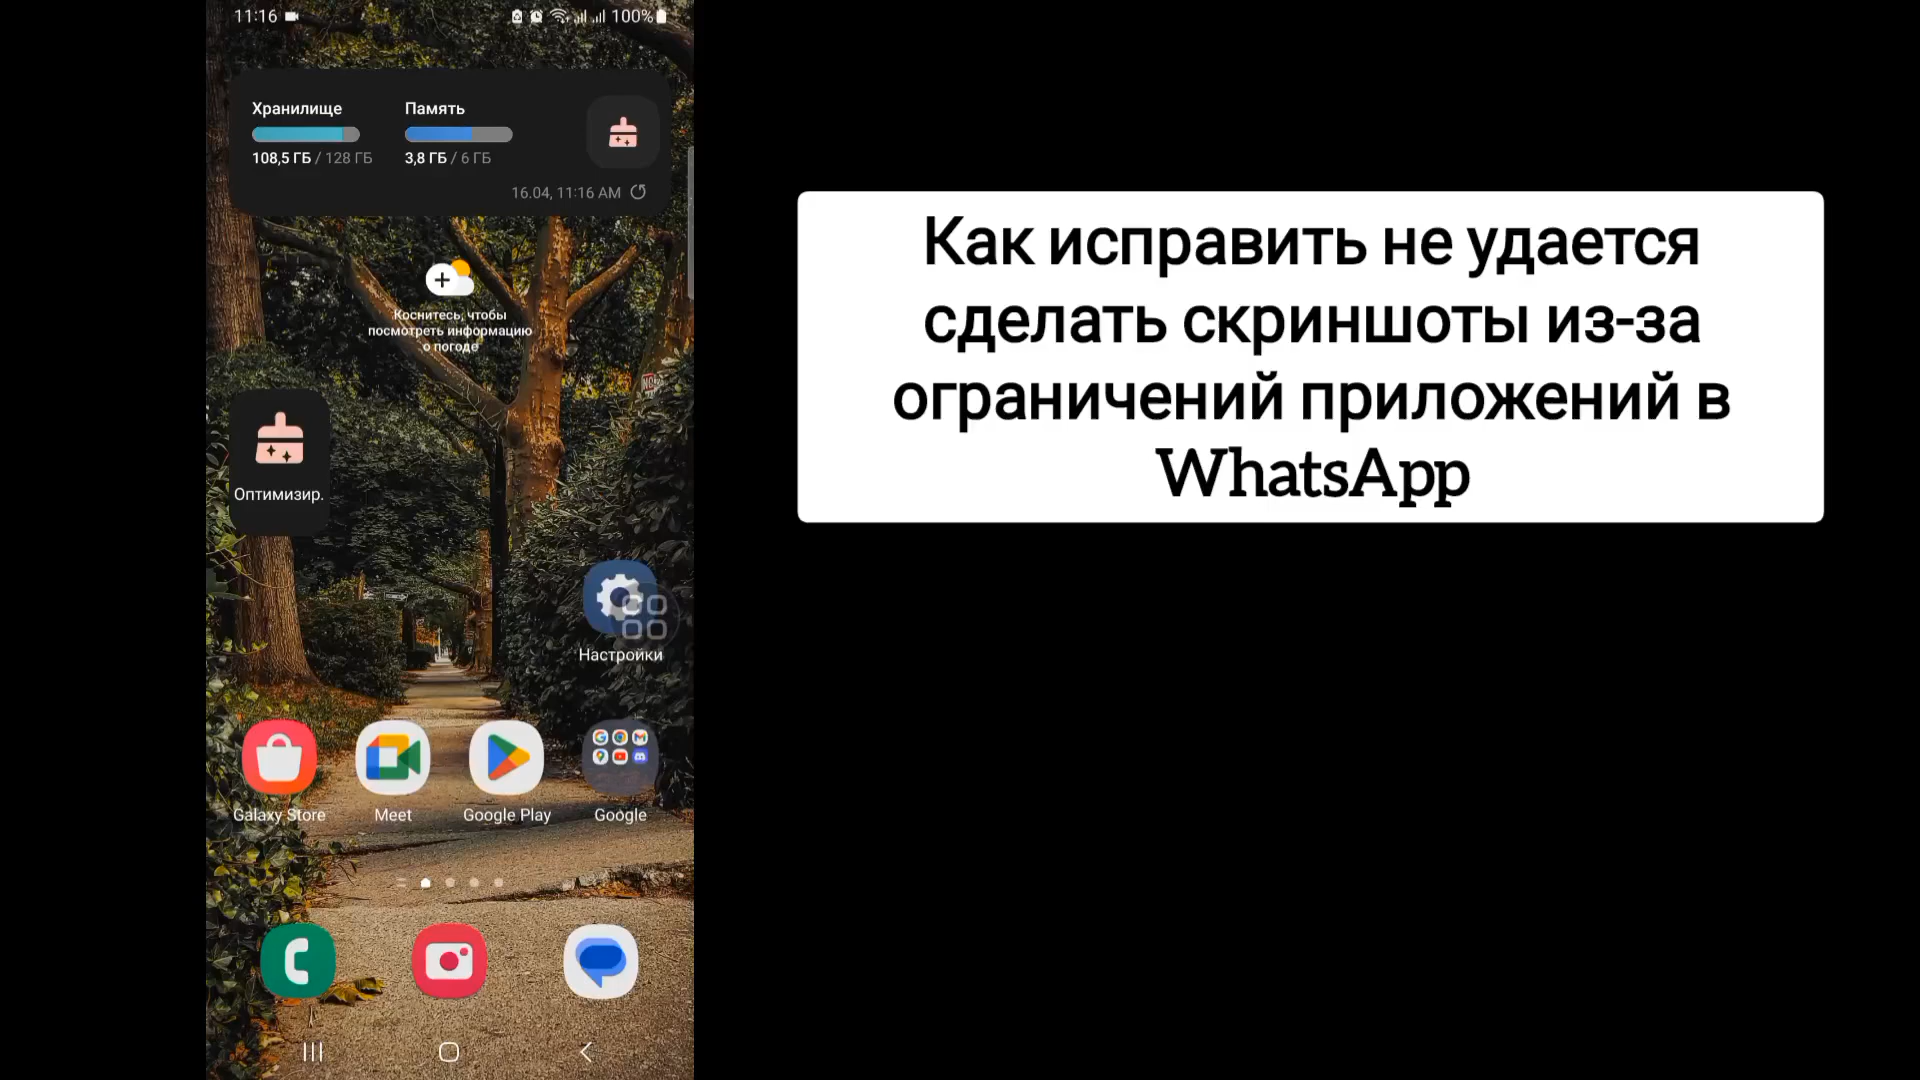 11:16
100%
Хранилище
Память
108,5 ГБ / 128 ГБ
3,8 ГБ / 6 ГБ
16.04, 11:16 AM
Коснитесь, чтобы
посмотреть информацию
о погоде
Оптимизир.
Настройки
Galaxy Store
Meet
Google Play
Google
Как исправить не удается
сделать скриншоты из-за
ограничений приложений в
WhatsApp